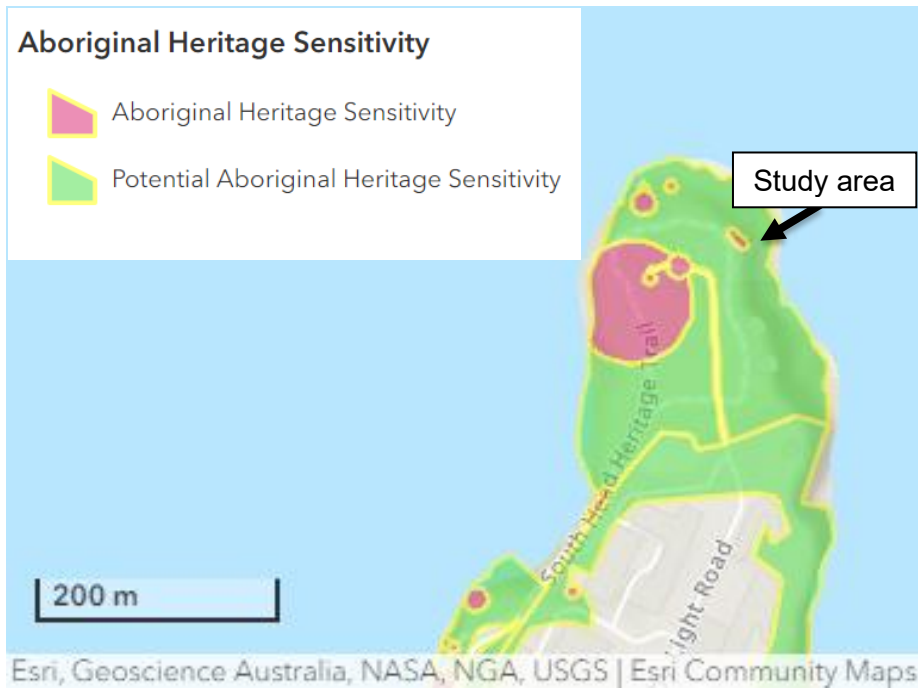 Aboriginal Heritage Sensitivity
Aboriginal Heritage Sensitivity
Potential Aboriginal Heritage Sensitivity
Study area
South Head Heritage Trail
Light Road
200 m
Esri, Geoscience Australia, NASA, NGA, USGS | Esri Community Maps